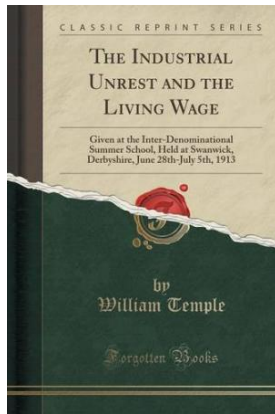 CLASSIC REPRINT SERIES
THE INDUSTRIAL
UNREST AND THE
LIVING WAGE
Given at the Inter-Denominational
Summer School, Held at Swanwick,
Derbyshire, June 28th-July 5th, 1913
by
William Temple
Forgotten Books